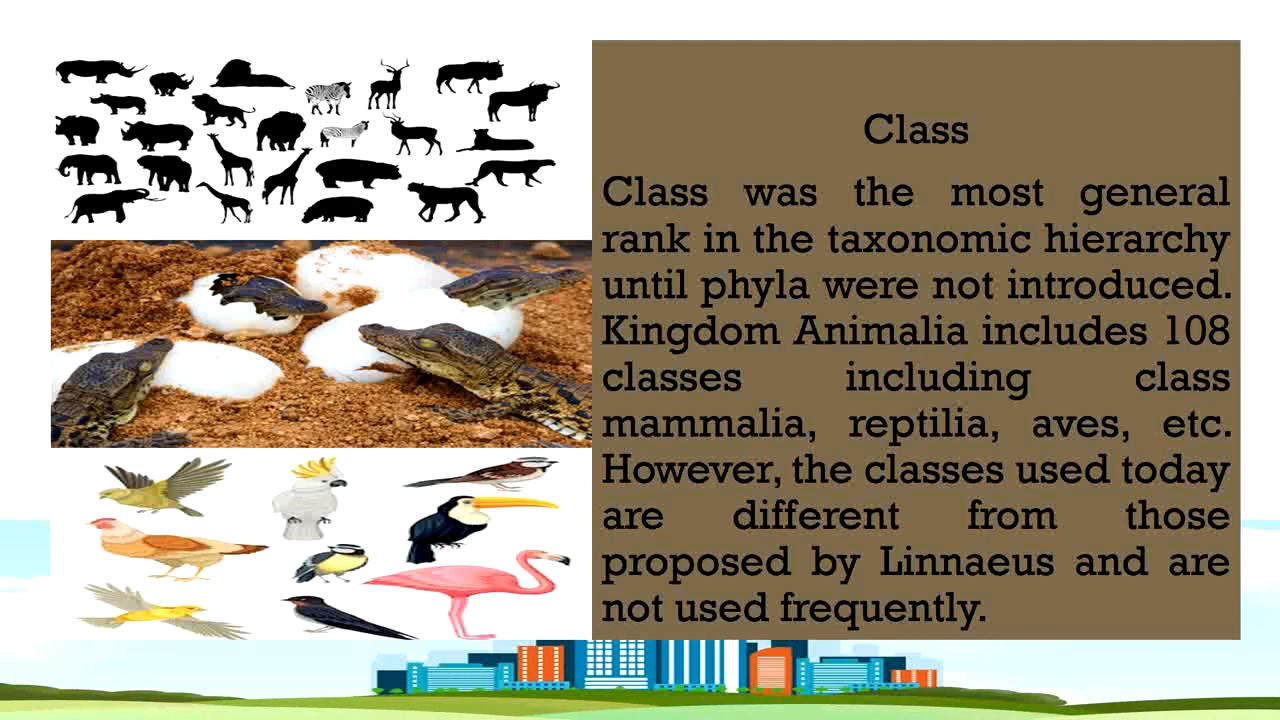 Class
Class was the most general
rank in the taxonomic hierarchy
until phyla were not introduced.
Kingdom Animalia includes 108
classes including class
mammalia, reptilia, aves, etc.
However, the classes used today
are different from those
proposed by Linnaeus and are
not used frequently.